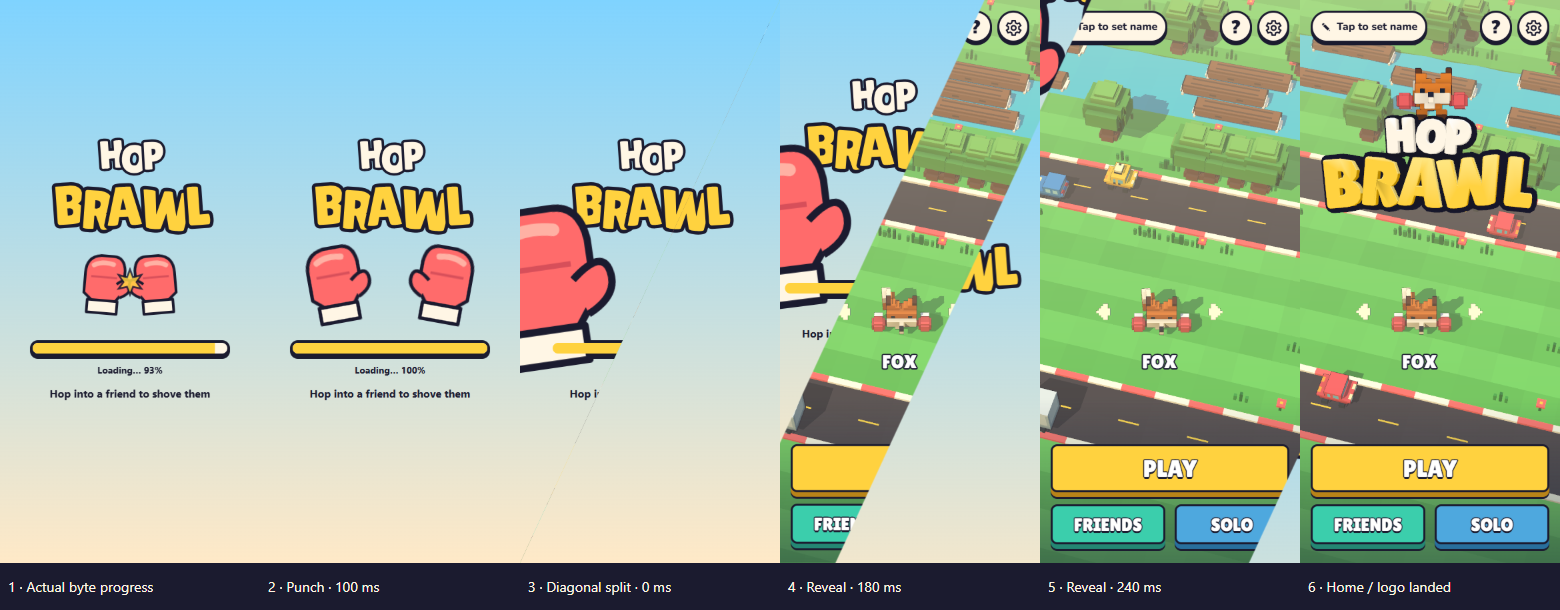 HOP
BRAWL
Loading... 93%
Hop into a friend to shove them
1 · Actual byte progress
HOP
BRAWL
Loading... 100%
Hop into a friend to shove them
2 · Punch · 100 ms
HOP
BRAWL
Hop i
3 · Diagonal split · 0 ms
?
HOP
BRAW
WL
Hop i
FOX
FRIE
4 · Reveal · 180 ms
Tap to set name
?
FOX
PLAY
FRIENDS
SOLO
5 · Reveal · 240 ms
Tap to set name
?
HOP
BRAWL
FOX
PLAY
FRIENDS
SOLO
6 · Home / logo landed